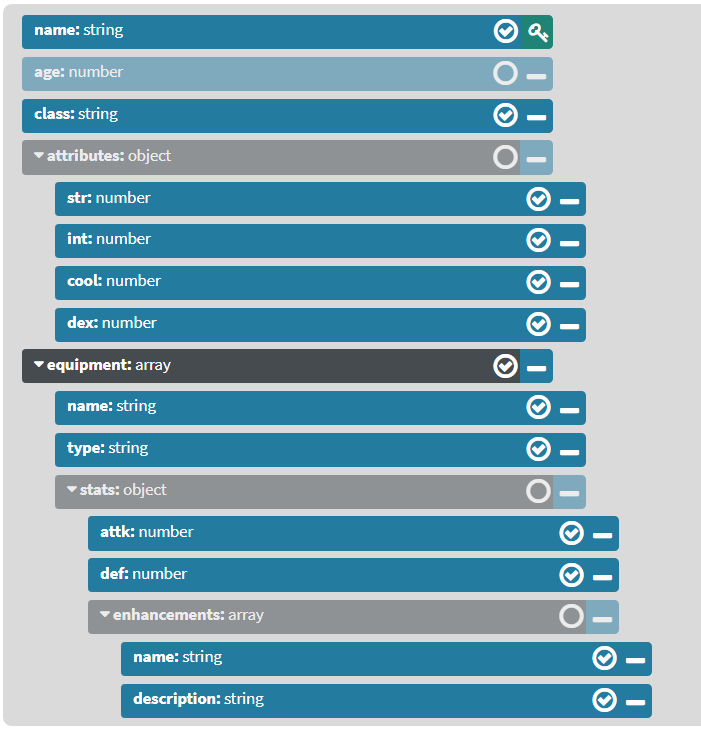 name: string
age: number
class: string
attributes: object
str: number
int: number
cool: number
dex: number
equipment: array
name: string
type: string
stats: object
attk: number
def: number
enhancements: array
name: string
description: string